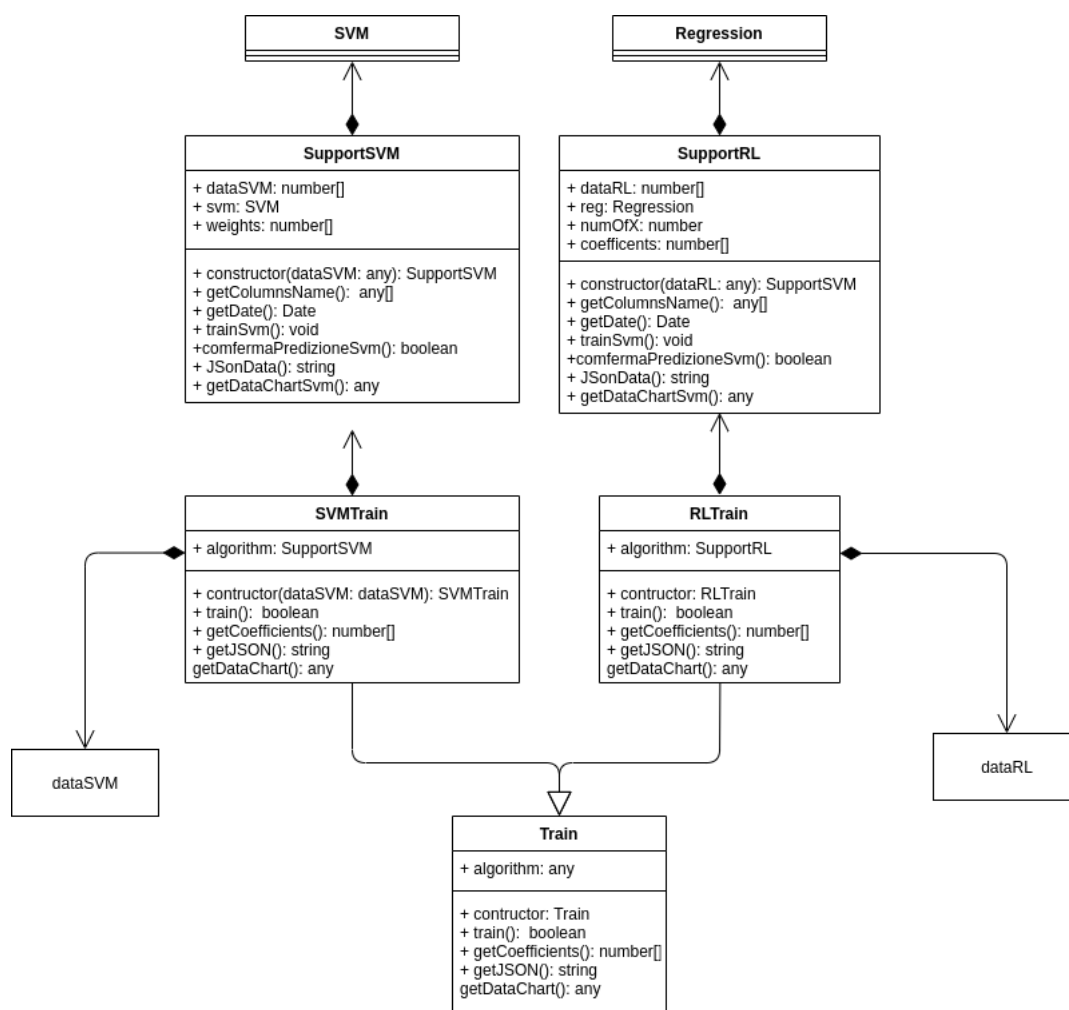 SVM
Regression
SupportSVM
+ dataSVM: number[]
+ svm: SVM
+ weights: number[]
+ constructor(dataSVM: any): SupportSVM
+ getColumnsName():  any[]
+ getDate(): Date
+ trainSvm(): void
+comfermaPredizioneSvm(): boolean
+ JSonData(): string
+ getDataChartSvm(): any
SupportRL
+ dataRL: number[]
+ reg: Regression
+ numOfX: number
+ coefficents: number[]
+ constructor(dataRL: any): SupportSVM
+ getColumnsName():  any[]
+ getDate(): Date
+ trainSvm(): void
+comfermaPredizioneSvm(): boolean
+ JSonData(): string
+ getDataChartSvm(): any
SVMTrain
+ algorithm: SupportSVM
+ contructor(dataSVM: dataSVM): SVMTrain
+ train():  boolean
+ getCoefficients(): number[]
+ getJSON(): string
getDataChart(): any
RLTrain
+ algorithm: SupportRL
+ contructor: RLTrain
+ train():  boolean
+ getCoefficients(): number[]
+ getJSON(): string
getDataChart(): any
dataSVM
dataRL
Train
+ algorithm: any
+ contructor: Train
+ train():  boolean
+ getCoefficients(): number[]
+ getJSON(): string
getDataChart(): any